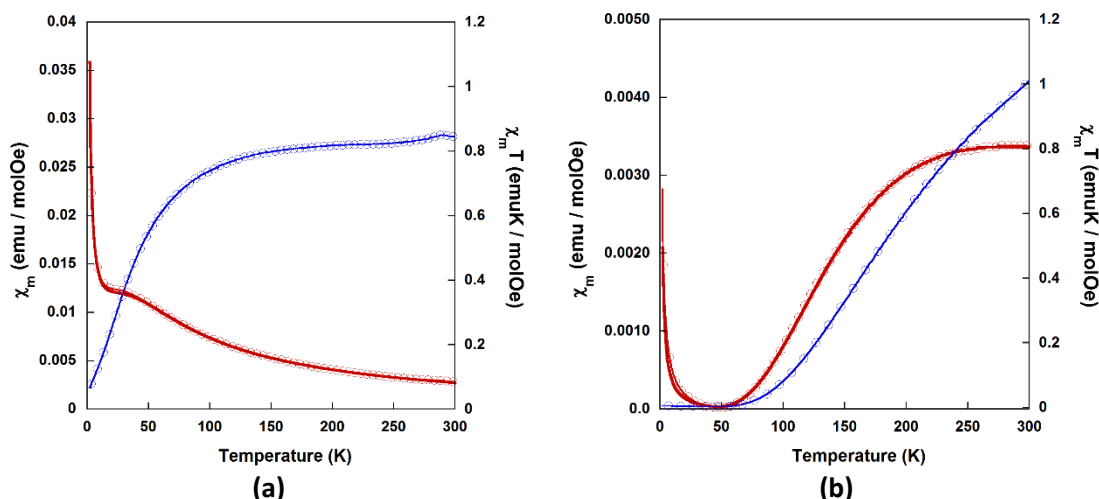 0.04
0.035
0.03
0.025
0.02
0.015
0.01
0.005
0
χm (emu / molOe)
0 50 100 150 200 250 300
Temperature (K)
1.2
1
0.8
0.6
0.4
0.2
0
χmT (emuK / molOe)
(a)
0.0050
0.0040
0.0030
0.0020
0.0010
0.0
χm (emu / molOe)
0 50 100 150 200 250 300
Temperature (K)
1.2
1
0.8
0.6
0.4
0.2
0
χmT (emuK / molOe)
(b)